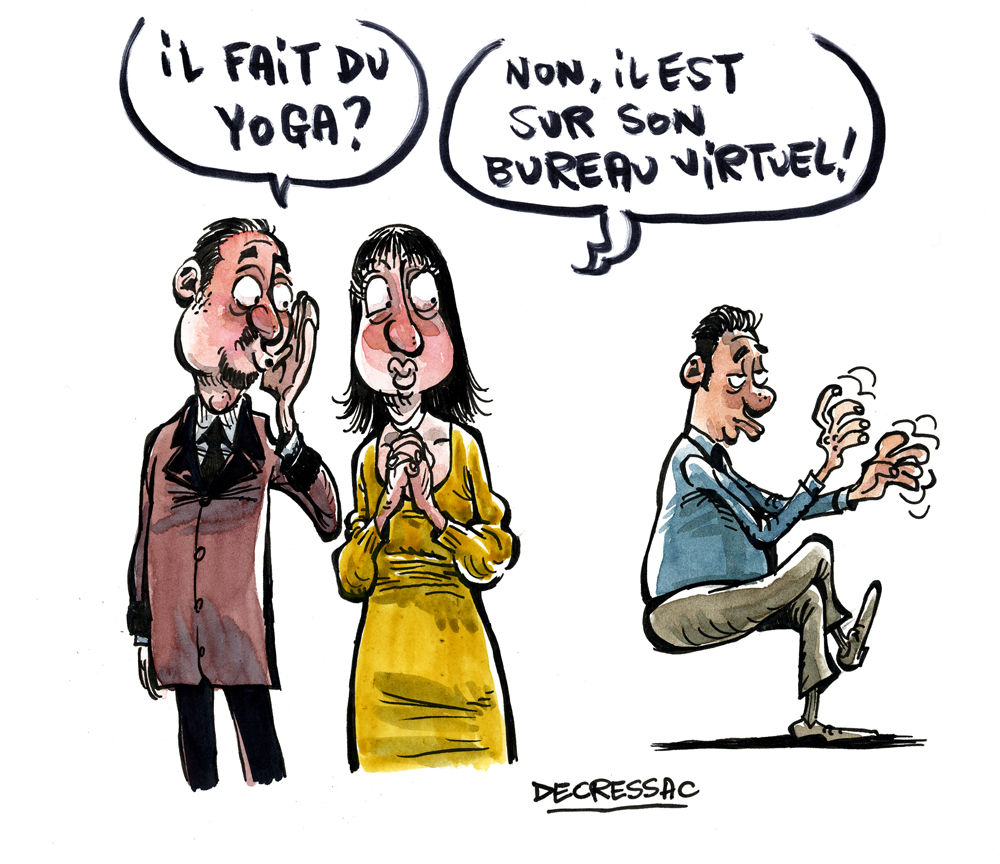 iL FAiT DU
YOGA?
NON, iL EST
SUR SON
BUREAU ViRTUEL!
DECRESSAC